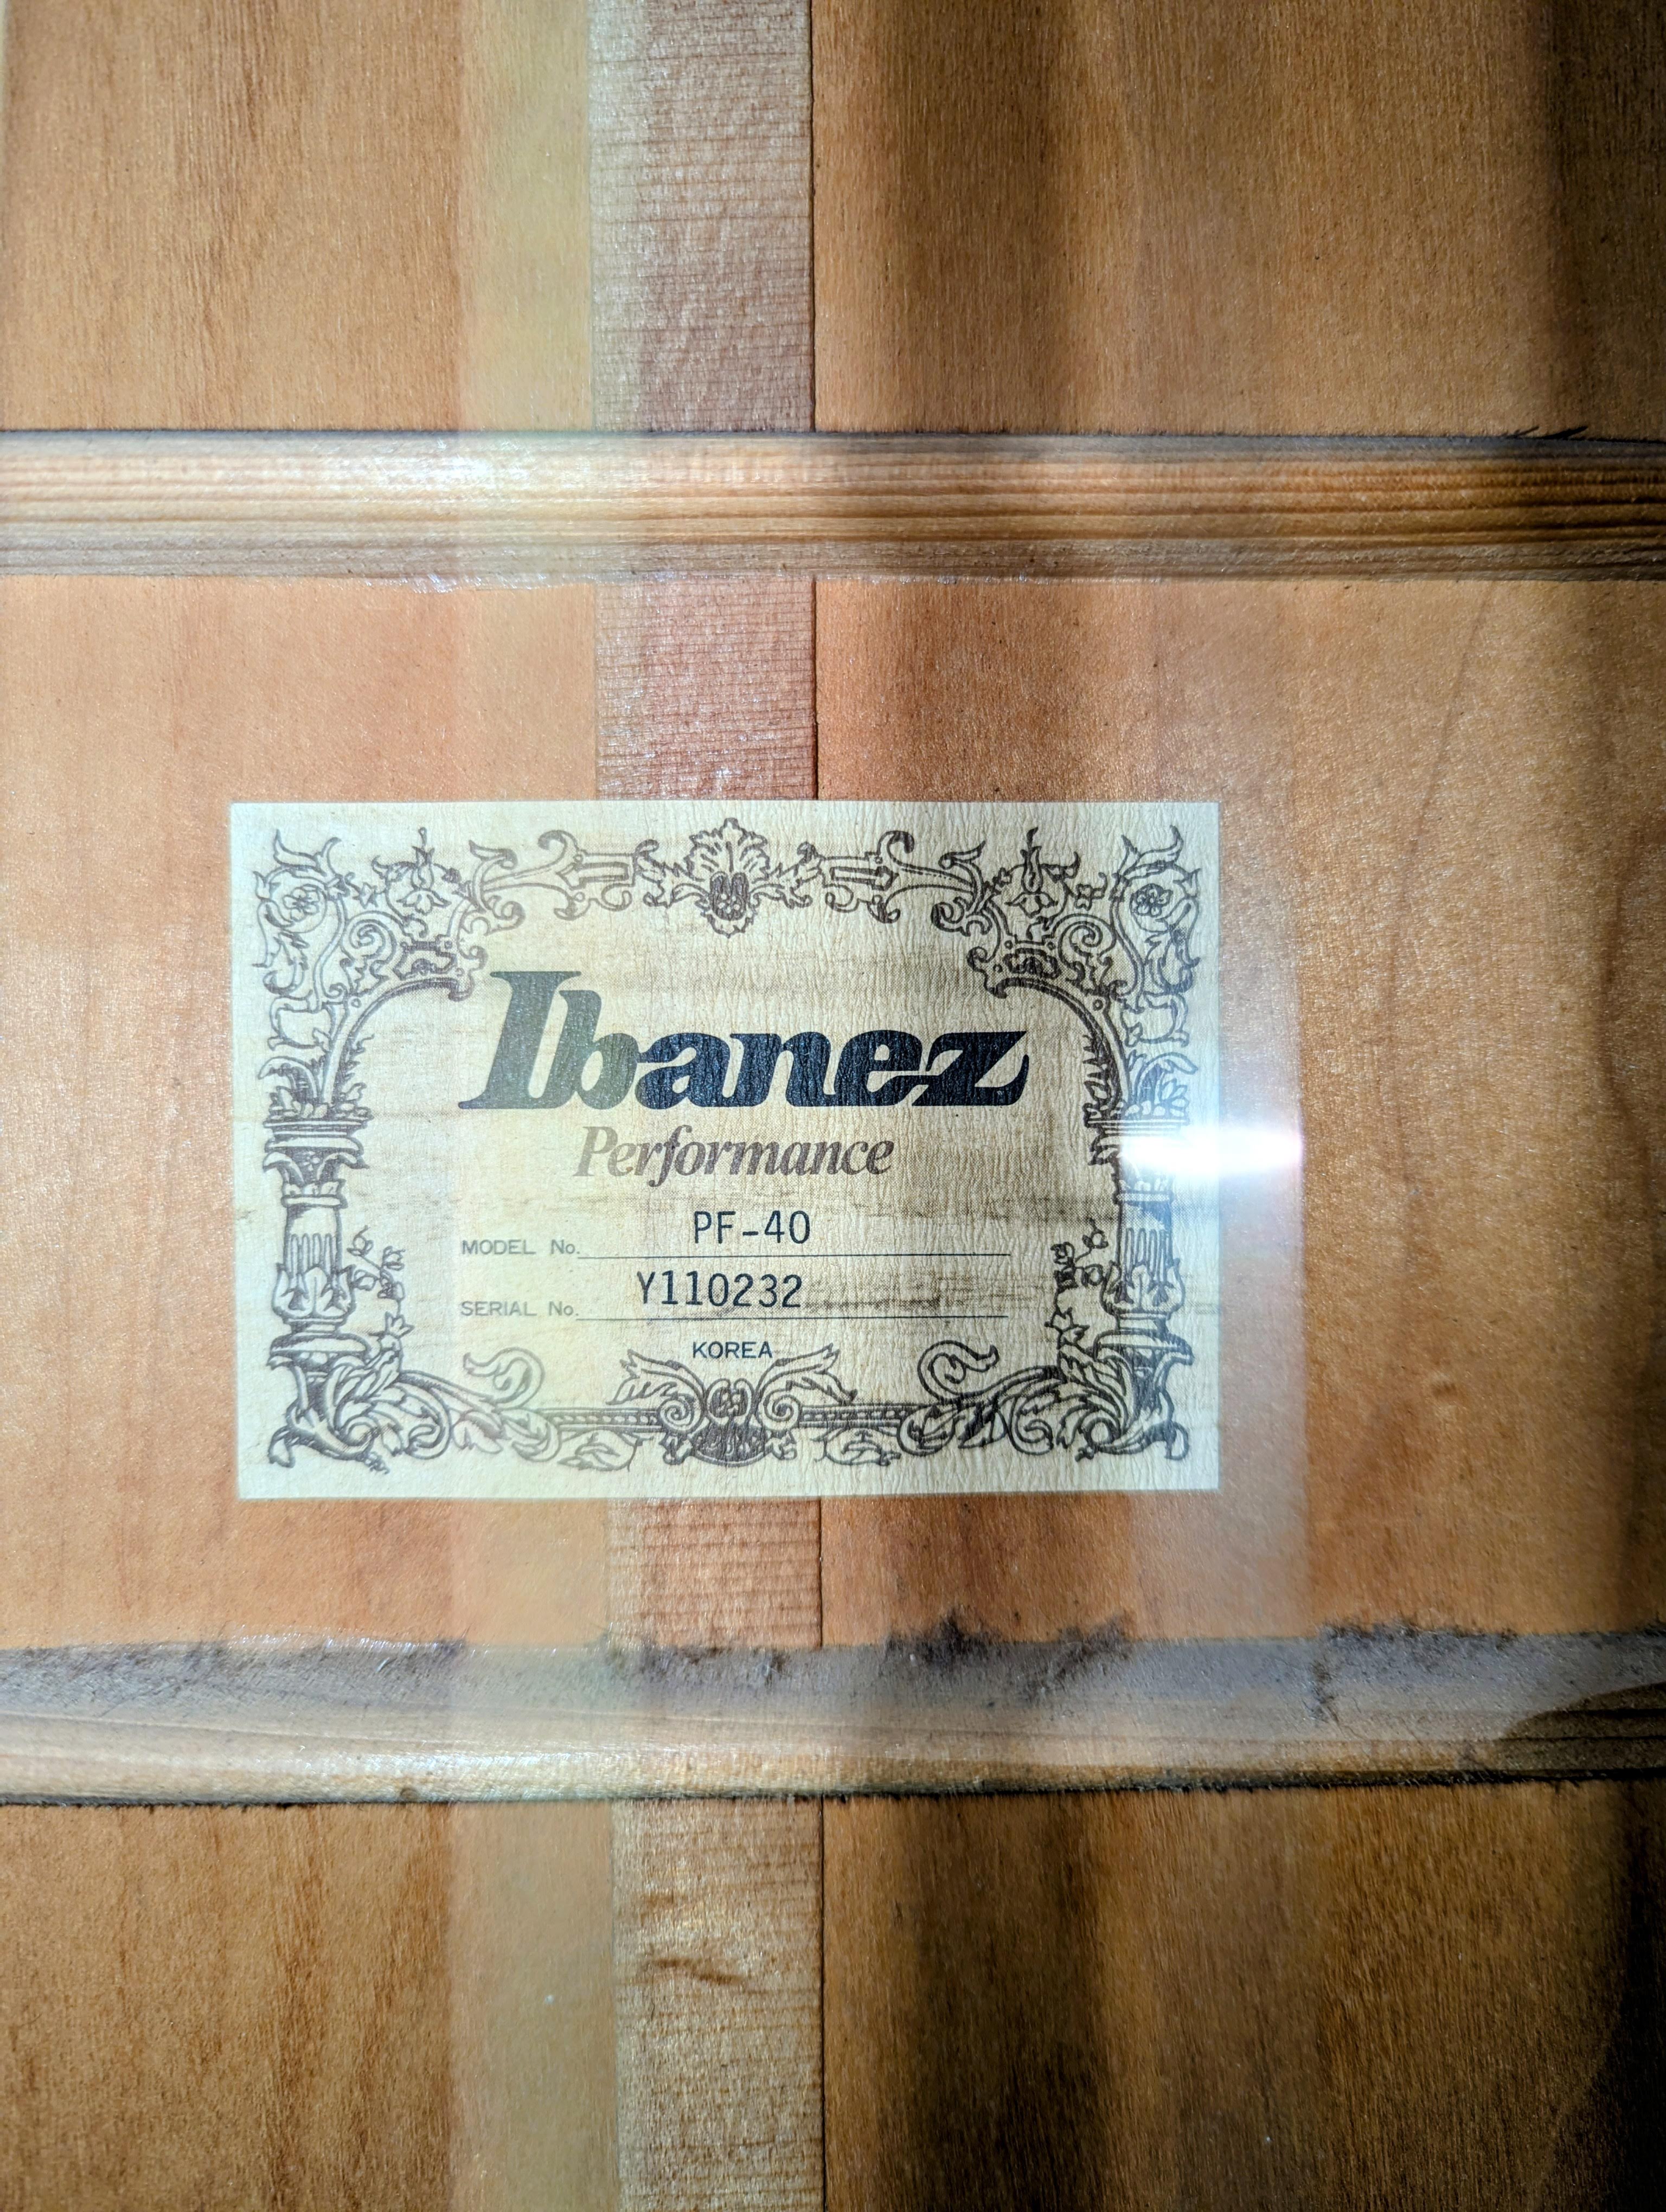 Ibanez
Performance
MODEL No. PF-40
SERIAL No. Y110232
KOREA